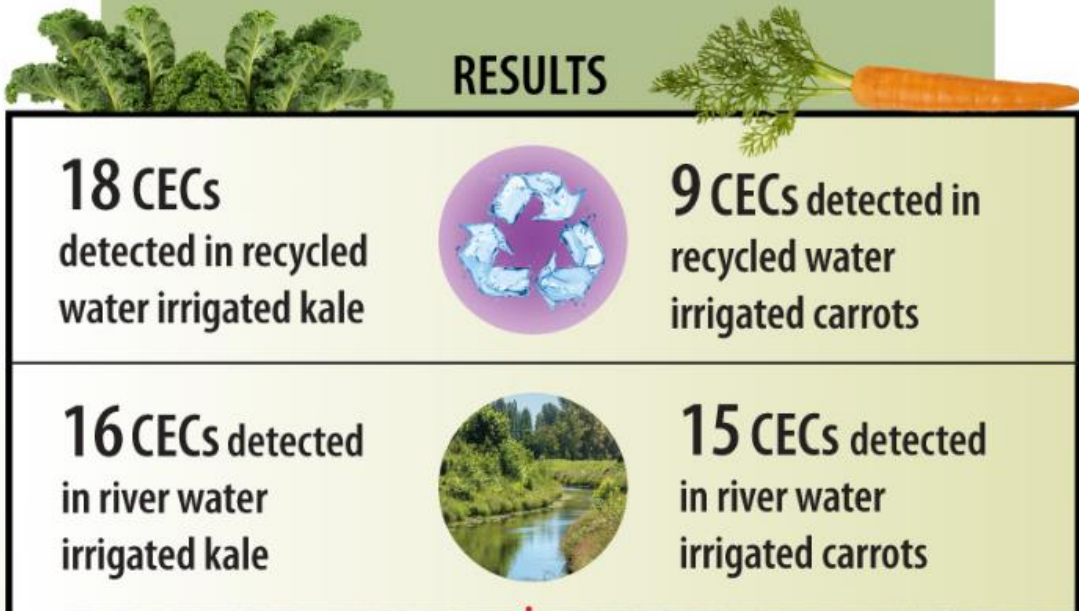 RESULTS
18 CECs
detected in recycled
water irrigated kale
9 CECs detected in
recycled water
irrigated carrots
16 CECs detected
in river water
irrigated kale
15 CECs detected
in river water
irrigated carrots